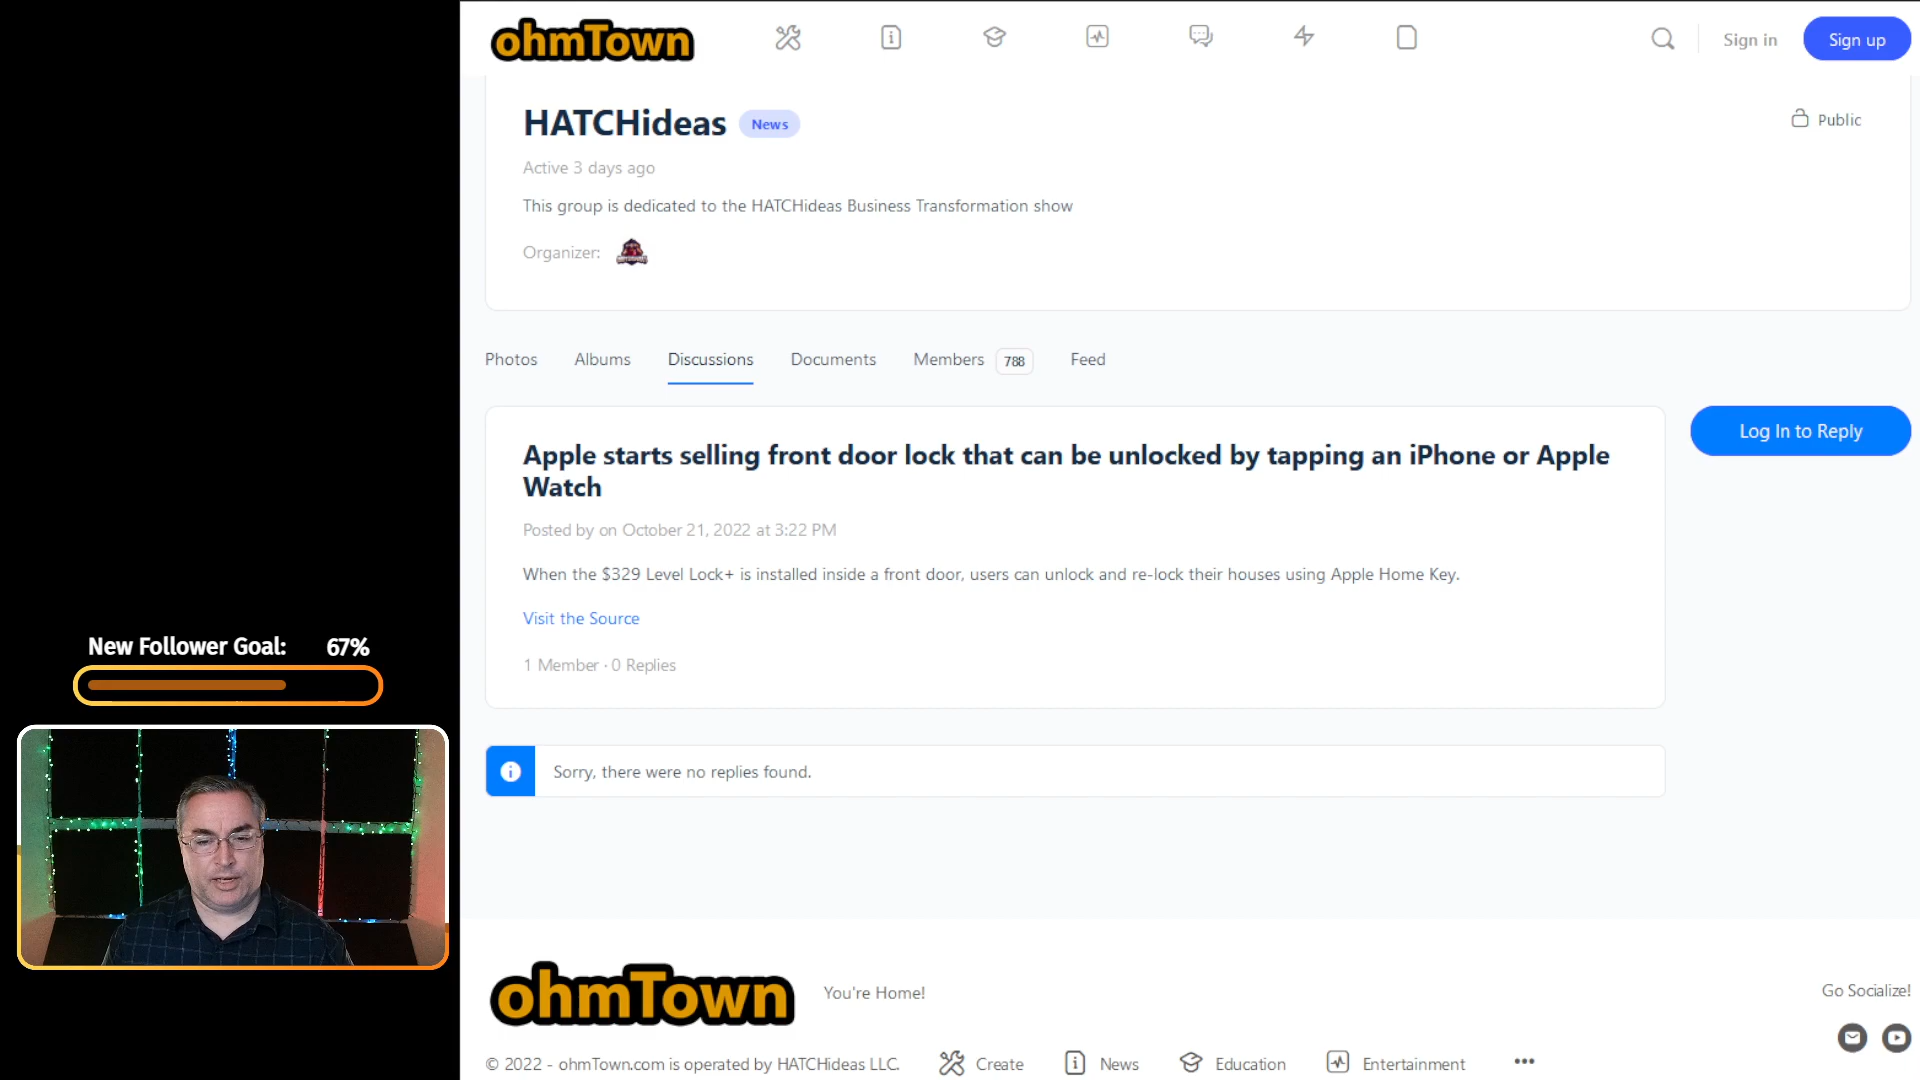 ohmTown
Sign in
Sign up
HATCHideas
News
Public
Active 3 days ago
This group is dedicated to the HATCHideas Business Transformation show
Organizer:
Photos
Albums
Discussions
Documents
Members 788
Feed
Apple starts selling front door lock that can be unlocked by tapping an iPhone or Apple
Watch
Log In to Reply
Posted by on October 21, 2022 at 3:22 PM
When the $329 Level Lock+ is installed inside a front door, users can unlock and re-lock their houses using Apple Home Key.
Visit the Source
1 Member · 0 Replies
Sorry, there were no replies found.
New Follower Goal: 67%
ohmTown
You're Home!
Go Socialize!
© 2022 - ohmTown.com is operated by HATCHideas LLC.
Create
News
Education
Entertainment